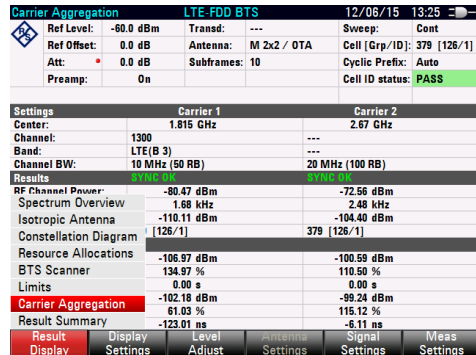 Carrier Aggregation LTE-FDD BTS 12/06/15 13:25
R S Ref Level: -60.0 dBm Transd: --- Sweep: Cont
Ref Offset: 0.0 dB Antenna: M 2x2 / OTA Cell [Grp/ID]: 379 [126/1]
Att: 0.0 dB Subframes: 10 Cyclic Prefix: Auto
Preamp: On Cell ID status: PASS
Settings Carrier 1 Carrier 2
Center: 1.815 GHz 2.67 GHz
Channel: 1300 ---
Band: LTE(B 3) ---
Channel BW: 10 MHz (50 RB) 20 MHz (100 RB)
Results SYNC OK SYNC OK
RF Channel Power: -80.47 dBm -72.56 dBm
Spectrum Overview 1.68 kHz 2.48 kHz
Isotropic Antenna -110.11 dBm -104.40 dBm
Constellation Diagram [126/1] 379 [126/1]
Resource Allocations
-106.97 dBm -100.59 dBm
BTS Scanner 134.97 % 110.50 %
Limits 0.00 s 0.00 s
Carrier Aggregation -102.18 dBm -99.24 dBm
61.03 % 115.12 %
Result Summary -123.01 ns -6.11 ns
Result Display Level Antenna Signal Meas
Display Settings Adjust Settings Settings Settings